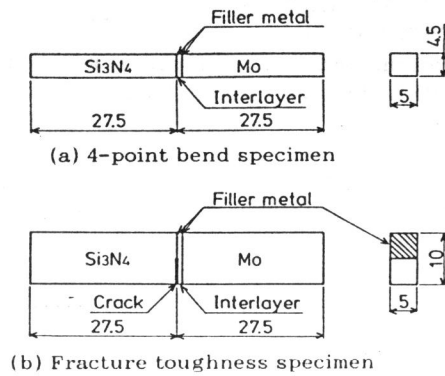 Filler metal
4.5
Si3N4
Mo
Interlayer
5
27.5
27.5
(a) 4-point bend specimen
Filler metal
Si3N4
Mo
10
Crack
Interlayer
5
27.5
27.5
(b) Fracture toughness specimen